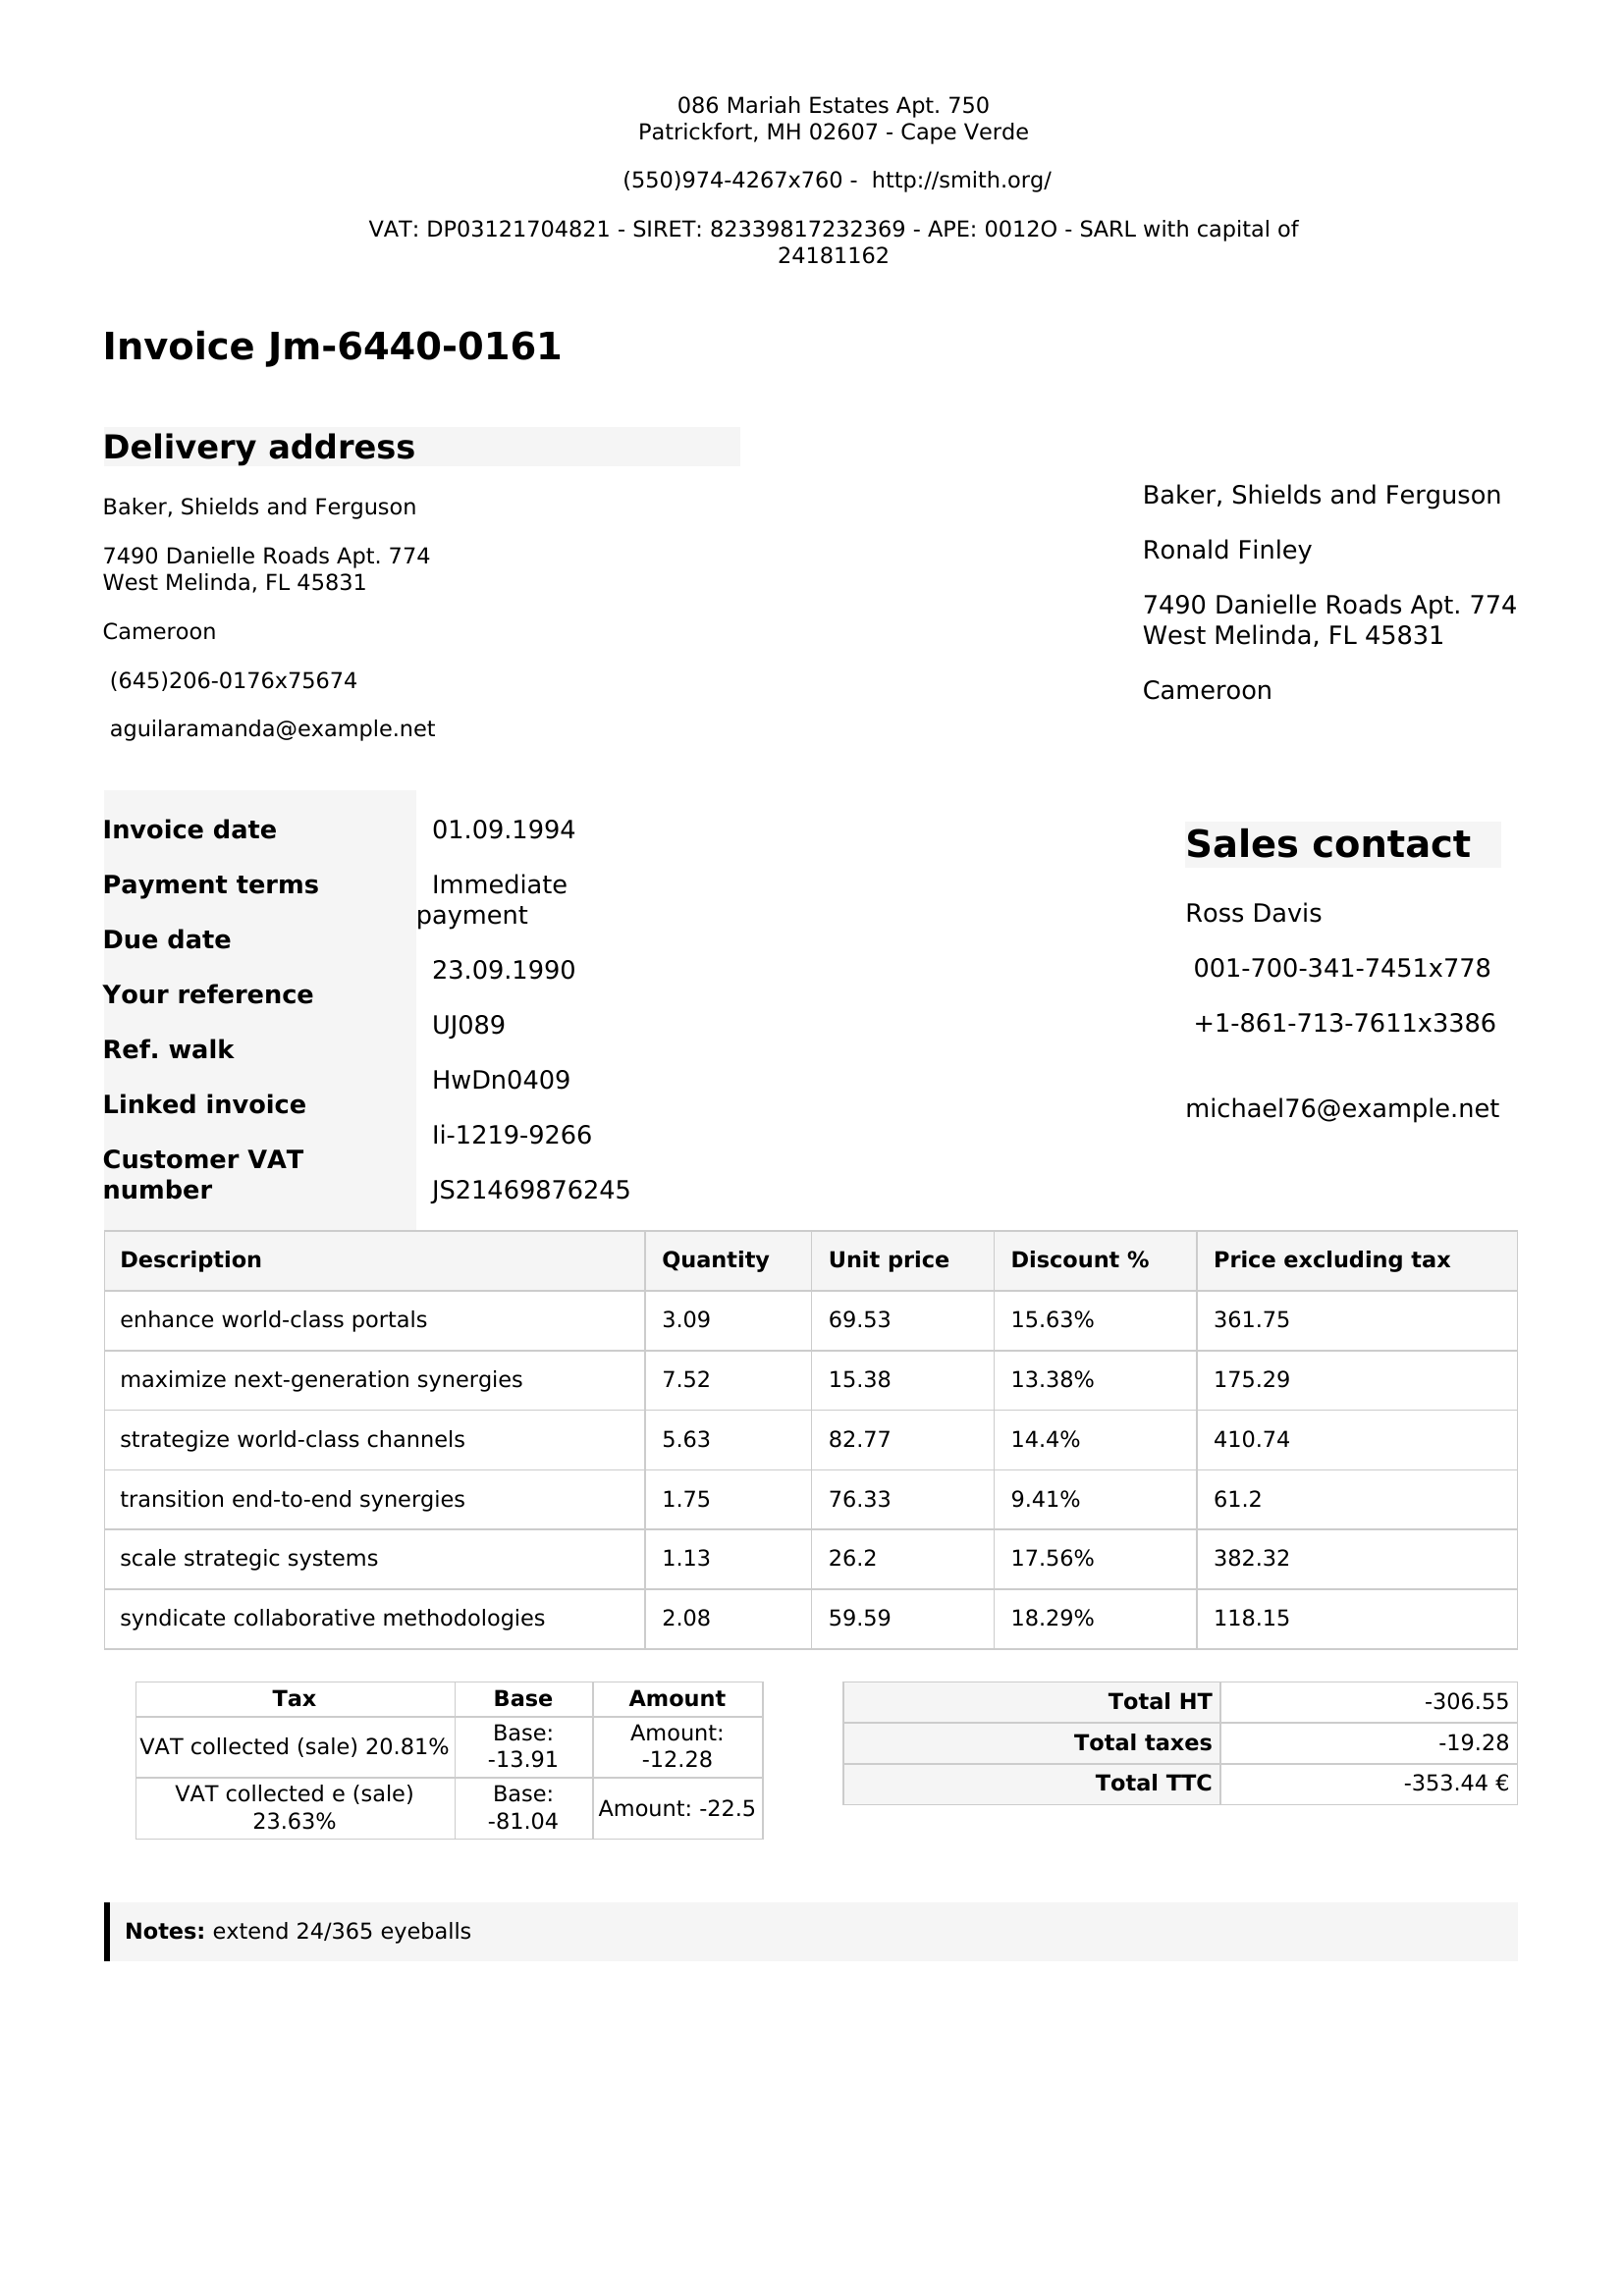 086 Mariah Estates Apt. 750
Patrickfort, MH 02607 - Cape Verde
(550)974-4267x760 - http://smith.org/
VAT: DP03121704821 - SIRET: 82339817232369 - APE: 0012O - SARL with capital of
24181162
Invoice Jm-6440-0161
Delivery address
Baker, Shields and Ferguson
7490 Danielle Roads Apt. 774
West Melinda, FL 45831
Cameroon
(645)206-0176x75674
aguilaramanda@example.net
Baker, Shields and Ferguson
Ronald Finley
7490 Danielle Roads Apt. 774
West Melinda, FL 45831
Cameroon
Invoice date
Payment terms
Due date
Your reference
Ref. walk
Linked invoice
Customer VAT
number
01.09.1994
Immediate
payment
23.09.1990
UJ089
HwDn0409
Ii-1219-9266
JS21469876245
Sales contact
Ross Davis
001-700-341-7451x778
+1-861-713-7611x3386
michael76@example.net
Description Quantity Unit price Discount % Price excluding tax
enhance world-class portals 3.09 69.53 15.63% 361.75
maximize next-generation synergies 7.52 15.38 13.38% 175.29
strategize world-class channels 5.63 82.77 14.4% 410.74
transition end-to-end synergies 1.75 76.33 9.41% 61.2
scale strategic systems 1.13 26.2 17.56% 382.32
syndicate collaborative methodologies 2.08 59.59 18.29% 118.15
Tax Base Amount
VAT collected (sale) 20.81% Base: -13.91 Amount: -12.28
VAT collected e (sale) 23.63% Base: -81.04 Amount: -22.5
Total HT -306.55
Total taxes -19.28
Total TTC -353.44 €
Notes: extend 24/365 eyeballs